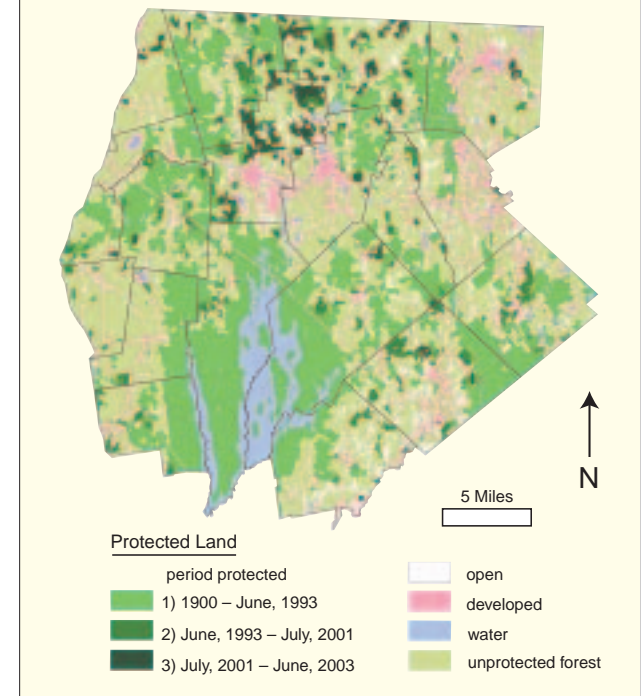 N
5 Miles
Protected Land
period protected
1) 1900 – June, 1993
2) June, 1993 – July, 2001
3) July, 2001 – June, 2003
open
developed
water
unprotected forest